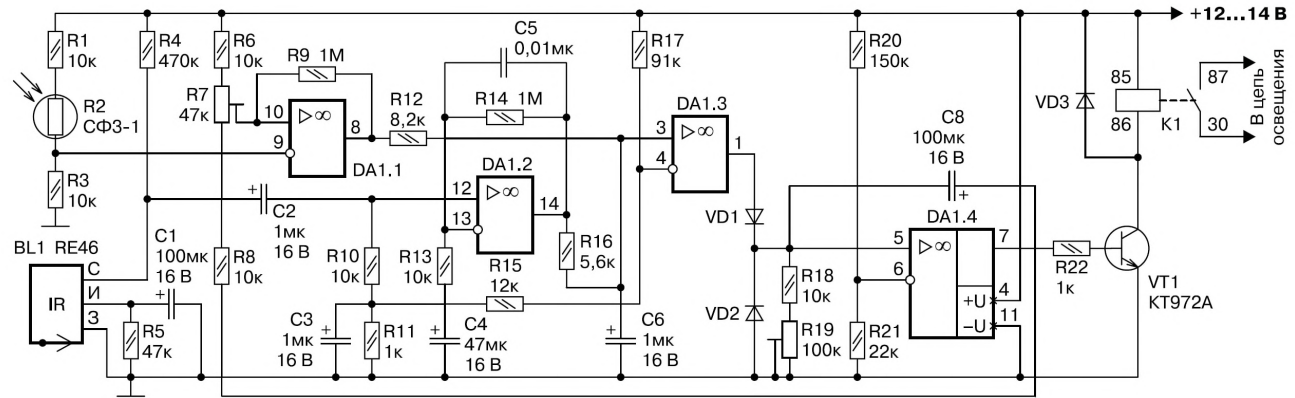 +12...14 В
R1
10к
R2
СФ3-1
R3
10к
R4
470к
R6
10к
R7
47к
R9 1М
10
9
8
▷∞
DA1.1
R12
8,2к
C5
0,01мк
R14 1М
DA1.2
12
13
14
▷∞
R17
91к
DA1.3
3
4
1
▷∞
R20
150к
C8
100мк
16 В
+
DA1.4
5
6
7
▷∞
+U
4
−U
11
VD3
85
86
К1
87
30
В цепь
освещения
BL1 RE46
IR
С
И
З
C1
100мк
16 В
+
R5
47к
R8
10к
+
C2
1мк
16 В
R10
10к
R13
10к
R15
12к
R16
5,6к
C3
1мк
16 В
+
R11
1к
+
C4
47мк
16 В
+
C6
1мк
16 В
VD1
VD2
R18
10к
R19
100к
R21
22к
R22
1к
VT1
КТ972А